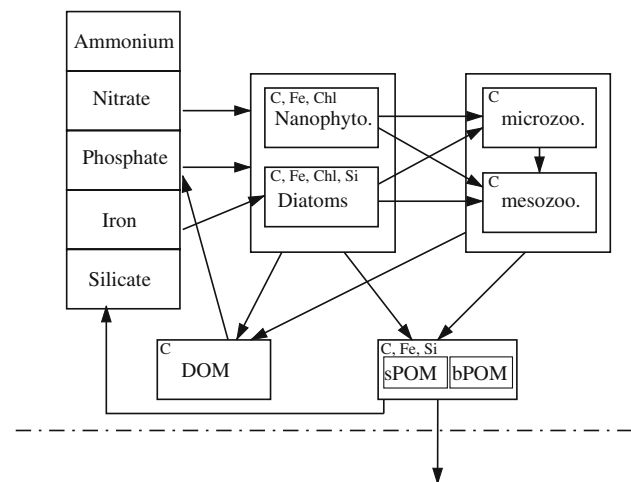 Ammonium
Nitrate
Phosphate
Iron
Silicate
C, Fe, Chl
Nanophyto.
C, Fe, Chl, Si
Diatoms
C
microzoo.
C
mesozoo.
C
DOM
C, Fe, Si
sPOM
bPOM